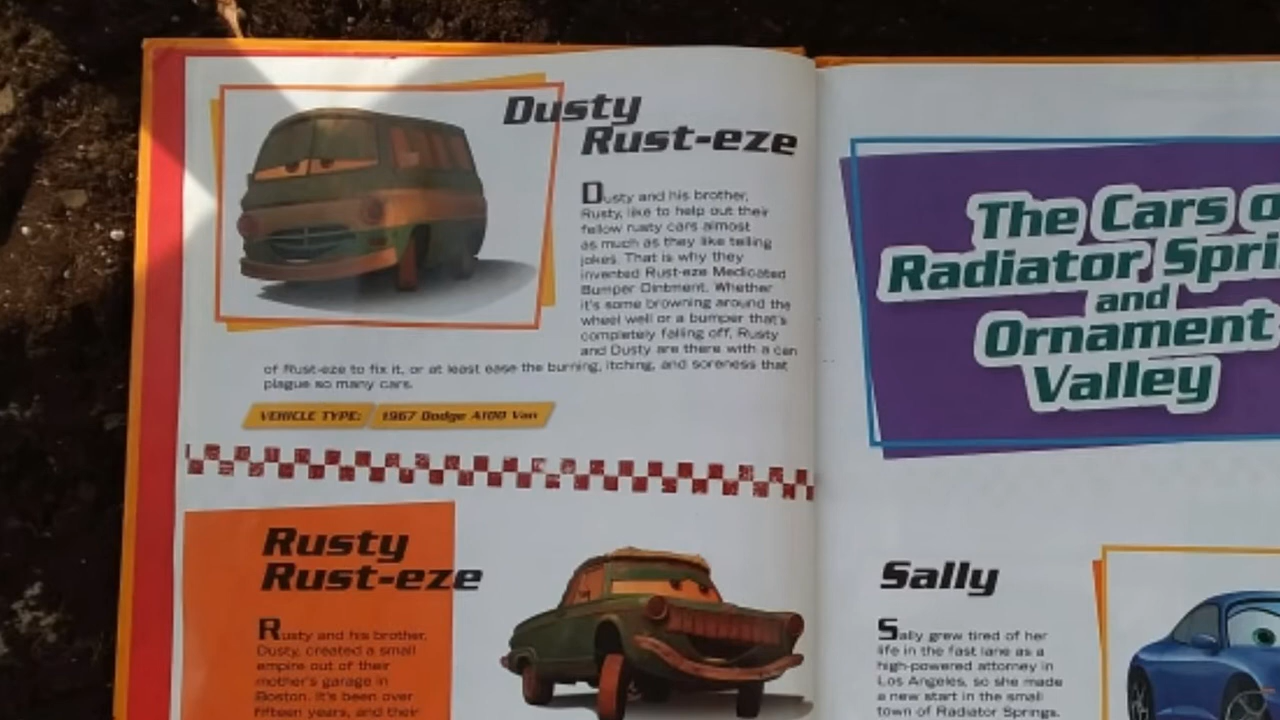 Dusty
Rust-eze
Dusty and his brother,
Rusty, like to help out their
fellow rusty cars almost
as much as they like telling
jokes. That is why they
invented Rust-eze Medicated
Bumper Ointment. Whether
it's some browning around the
wheel well or a bumper that's
completely falling off, Rusty
and Dusty are there with a can
of Rust-eze to fix it, or at least ease the burning, itching, and soreness that
plague so many cars.
VEHICLE TYPE: 1967 Dodge A100 Van
Rusty
Rust-eze
Rusty and his brother,
Dusty, created a small
empire out of their
mother's garage in
Boston. It's been over
fifteen years, and their
The Cars o
Radiator Spri
and
Ornament
Valley
Sally
Sally grew tired of her
life in the fast lane as a
high-powered attorney in
Los Angeles, so she made
a new start in the small
town of Radiator Springs.